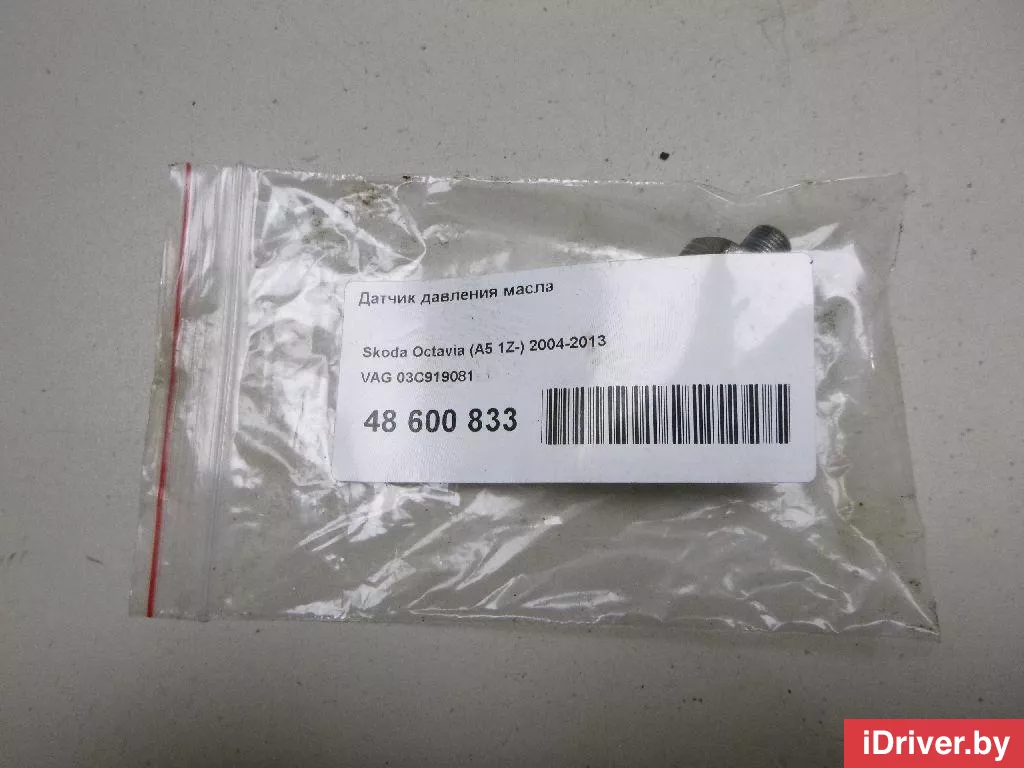 Датчик давления масла
Skoda Octavia (A5 1Z-) 2004-2013
VAG 03C919081
48 600 833
iDriver.by